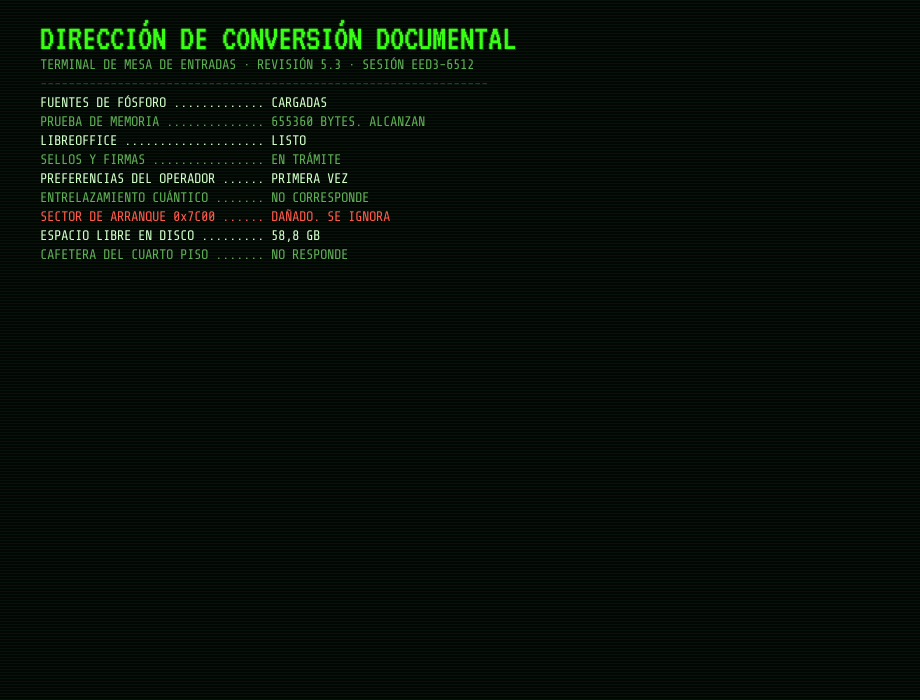 DIRECCIÓN DE CONVERSIÓN DOCUMENTAL
TERMINAL DE MESA DE ENTRADAS · REVISIÓN 5.3 · SESIÓN EED3-6512
----------------------------------------------------------------
FUENTES DE FÓSFORO ............. CARGADAS
PRUEBA DE MEMORIA .............. 655360 BYTES. ALCANZAN
LIBREOFFICE .................... LISTO
SELLOS Y FIRMAS ................ EN TRÁMITE
PREFERENCIAS DEL OPERADOR ...... PRIMERA VEZ
ENTRELAZAMIENTO CUÁNTICO ....... NO CORRESPONDE
SECTOR DE ARRANQUE 0x7C00 ...... DAÑADO. SE IGNORA
ESPACIO LIBRE EN DISCO ......... 58,8 GB
CAFETERA DEL CUARTO PISO ....... NO RESPONDE